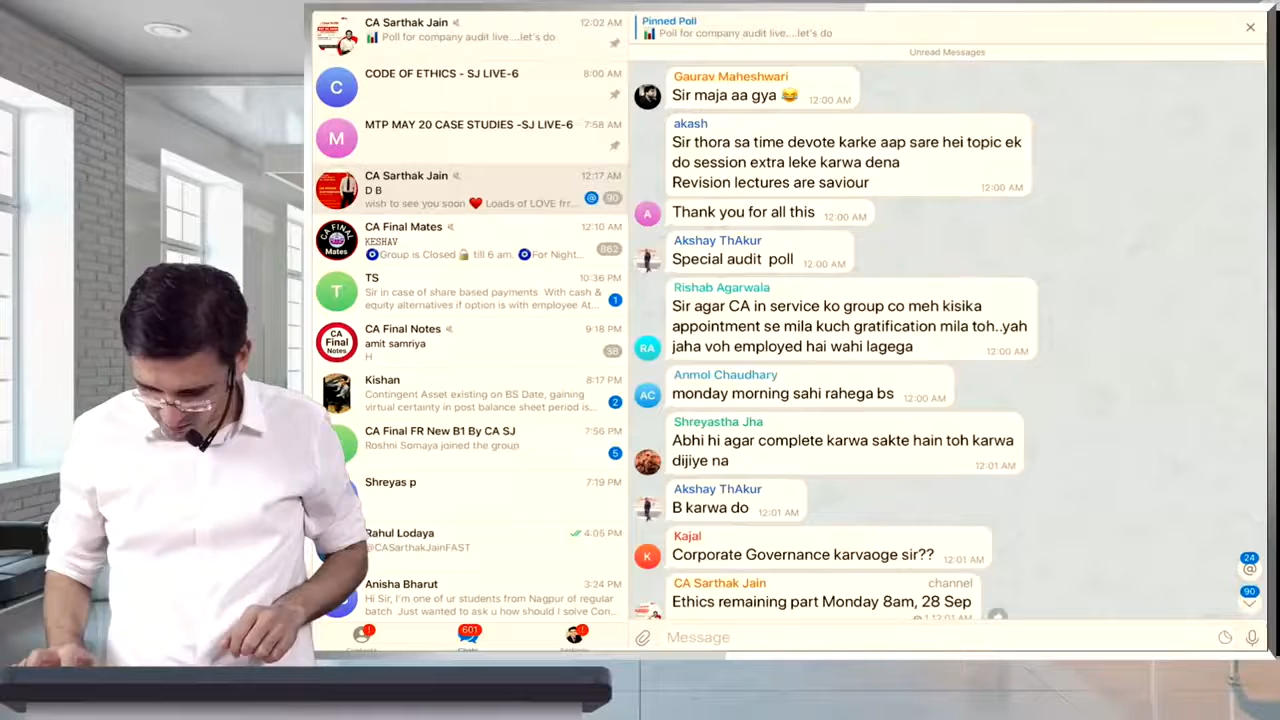 CA Sarthak Jain
12:02 AM
Poll for company audit live....let's do
CODE OF ETHICS - SJ LIVE-6
8:00 AM
C
MTP MAY 20 CASE STUDIES -SJ LIVE-6
7:58 AM
M
CA Sarthak Jain
12:17 AM
D B
wish to see you soon ❤️ Loads of LOVE frr...
@
90
CA FINAL
Mates
CA Final Mates
12:10 AM
KESHAV
🧿Group is Closed 🔒 till 6 am. 🧿For Night...
862
TS
10:36 PM
T
Sir in case of share based payments With cash &
equity alternatives if option is with employee At...
1
CA
Final
Notes
CA Final Notes
9:18 PM
amit samriya
H
38
Kishan
8:17 PM
Contingent Asset existing on BS Date, gaining
virtual certainty in post balance sheet period is...
2
CA Final FR New B1 By CA SJ
7:56 PM
Roshni Somaya joined the group
5
Shreyas p
7:19 PM
Rahul Lodaya
4:05 PM
@CASarthakJainFAST
Anisha Bharut
3:24 PM
Hi Sir, I'm one of ur students from Nagpur of regular
batch Just wanted to ask u how should I solve Con...
!
601
!
Chats
Pinned Poll
Poll for company audit live....let's do
Unread Messages
Gaurav Maheshwari
Sir maja aa gya 😂 12:00 AM
akash
Sir thora sa time devote karke aap sare hei topic ek
do session extra leke karwa dena
Revision lectures are saviour
12:00 AM
A
Thank you for all this 12:00 AM
Akshay ThAkur
Special audit poll 12:00 AM
Rishab Agarwala
Sir agar CA in service ko group co meh kisika
appointment se mila kuch gratification mila toh..yah
jaha voh employed hai wahi lagega
12:00 AM
RA
Anmol Chaudhary
monday morning sahi rahega bs 12:00 AM
AC
Shreyastha Jha
Abhi hi agar complete karwa sakte hain toh karwa
dijiye na
12:01 AM
Akshay ThAkur
B karwa do 12:01 AM
Kajal
Corporate Governance karvaoge sir?? 12:01 AM
K
CA Sarthak Jain
channel
Ethics remaining part Monday 8am, 28 Sep
12:01 AM
24
@
90
Message